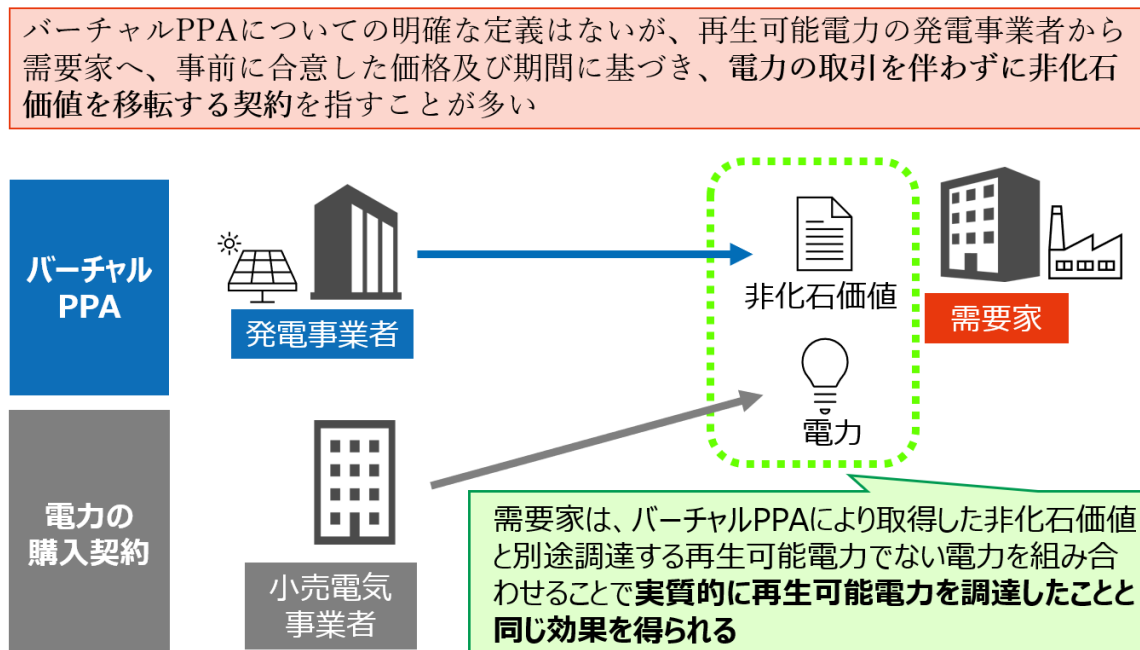 バーチャルPPAについての明確な定義はないが、再生可能電力の発電事業者から
需要家へ、事前に合意した価格及び期間に基づき、電力の取引を伴わずに非化石
価値を移転する契約を指すことが多い
バーチャル
PPA
発電事業者
非化石価値
需要家
電力
電力の
購入契約
小売電気
事業者
需要家は、バーチャルPPAにより取得した非化石価値
と別途調達する再生可能電力でない電力を組み合
わせることで実質的に再生可能電力を調達したことと
同じ効果を得られる